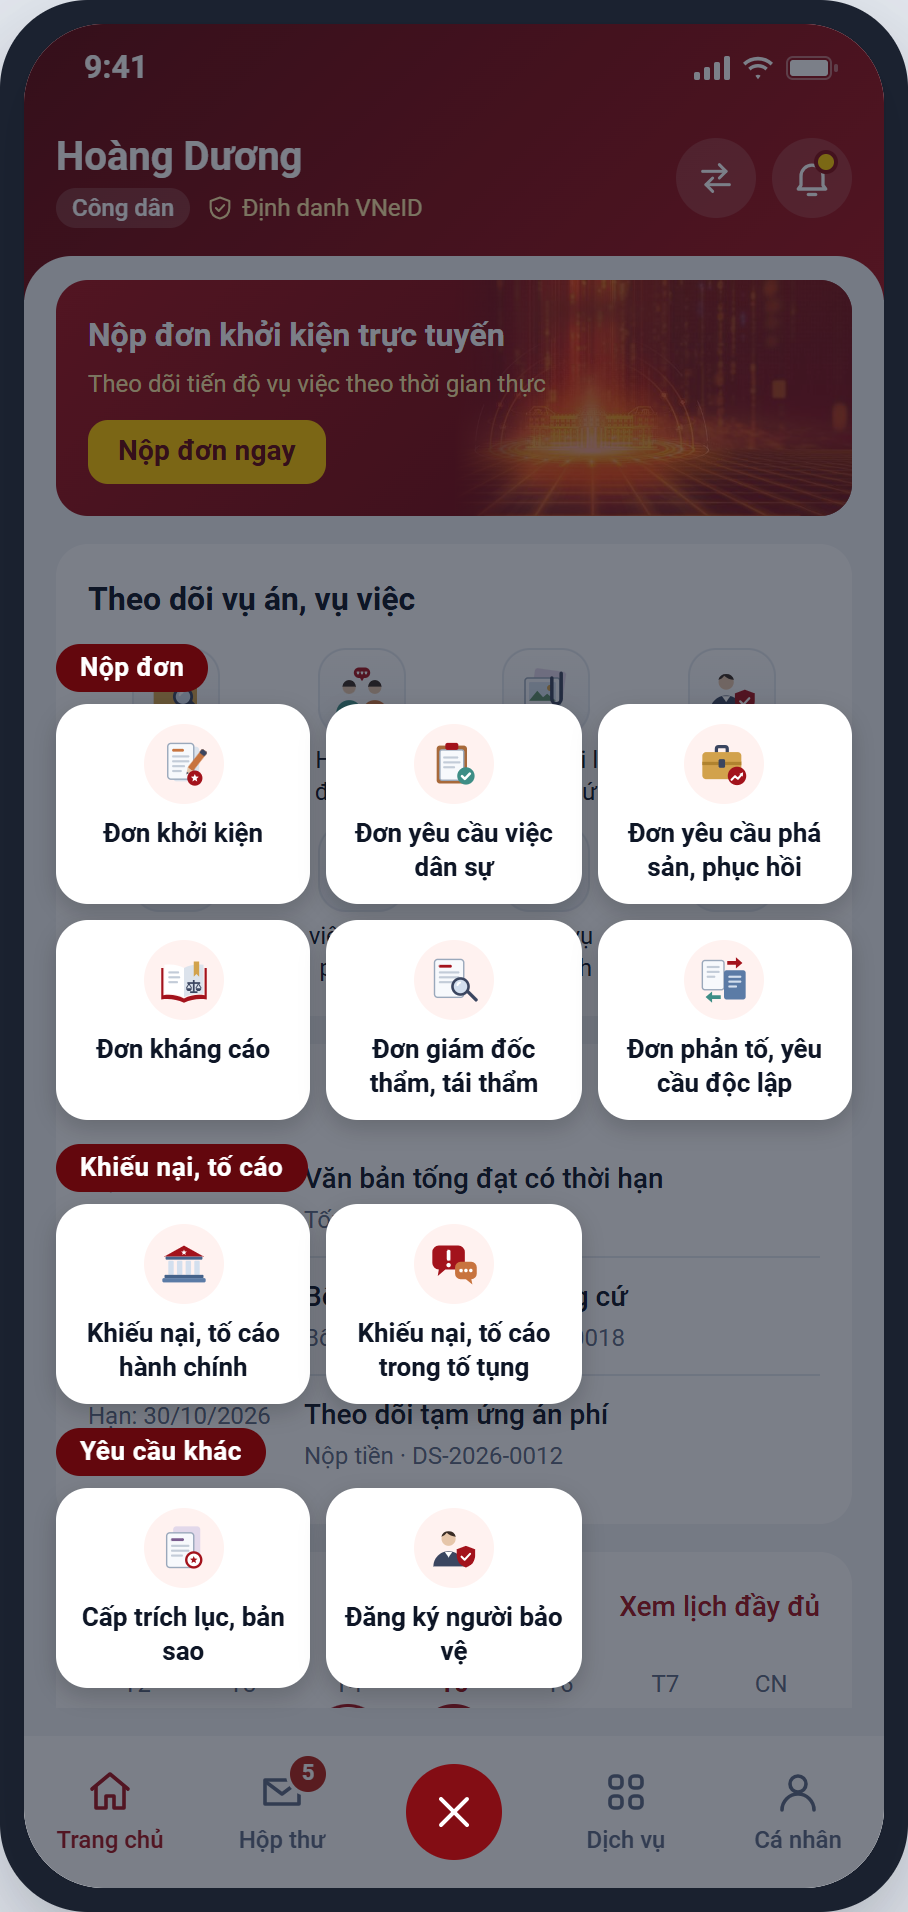 9:41
Hoàng Dương
Công dân
Định danh VNeID
Nộp đơn khởi kiện trực tuyến
Theo dõi tiến độ vụ việc theo thời gian thực
Nộp đơn ngay
Theo dõi vụ án, vụ việc
Nộp đơn
Đơn khởi kiện
Đơn yêu cầu việc
dân sự
Đơn yêu cầu phá
sản, phục hồi
Đơn kháng cáo
Đơn giám đốc
thẩm, tái thẩm
Đơn phản tố, yêu
cầu độc lập
Khiếu nại, tố cáo
Văn bản tống đạt có thời hạn
cứ
0018
Khiếu nại, tố cáo
hành chính
Khiếu nại, tố cáo
trong tố tụng
Hạn: 30/10/2026
Theo dõi tạm ứng án phí
Nộp tiền · DS-2026-0012
Yêu cầu khác
Cấp trích lục, bản
sao
Đăng ký người bảo
vệ
Xem lịch đầy đủ
T7
CN
5
Trang chủ
Hộp thư
Dịch vụ
Cá nhân